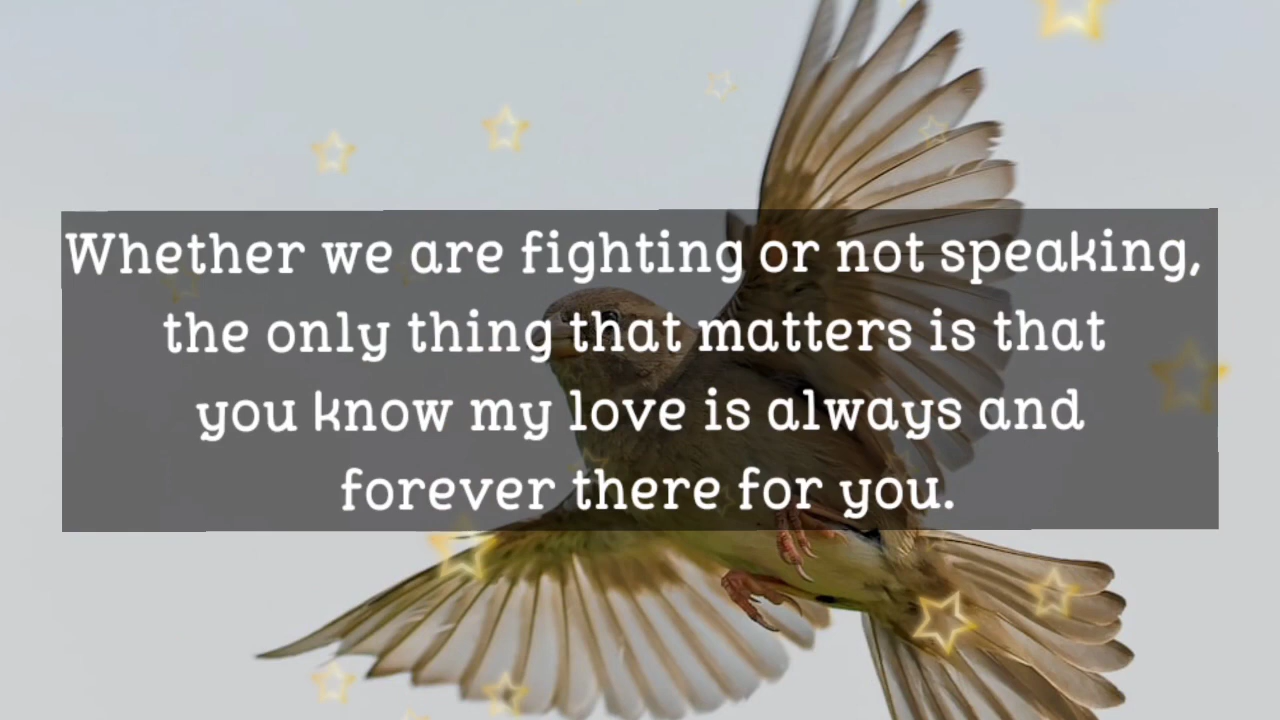 Whether we are fighting or not speaking,
the only thing that matters is that
you know my love is always and
forever there for you.